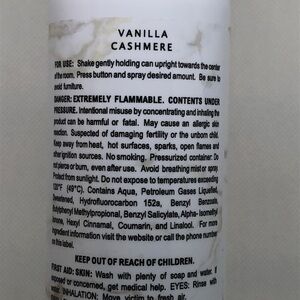 VANILLA
CASHMERE
FOR USE: Shake gently holding can upright towards the center
of the room. Press button and spray desired amount. Be sure to
avoid furniture.
DANGER: EXTREMELY FLAMMABLE. CONTENTS UNDER
PRESSURE. Intentional misuse by concentrating and inhaling the
product can be harmful or fatal. May cause an allergic skin
reaction. Suspected of damaging fertility or the unborn child.
Keep away from heat, hot surfaces, sparks, open flames and
other ignition sources. No smoking. Pressurized container. Do
not pierce or burn, even after use. Avoid breathing mist or spray.
Protect from sunlight. Do not expose to temperatures exceeding
120°F (49°C). Contains Aqua, Petroleum Gases Liquefied,
sweetened, Hydrofluorocarbon 152a, Benzyl Benzoate,
Butylphenyl Methylpropional, Benzyl Salicylate, Alpha- Isomethyl
Ionone, Hexyl Cinnamal, Coumarin, and Linalool. For more
ingredient information visit the website or call the phone number
on this label.
KEEP OUT OF REACH OF CHILDREN.
FIRST AID: SKIN: Wash with plenty of soap and water. If
exposed or concerned, get medical help. EYES: Rinse with
water. INHALATION: Move victim to fresh air.